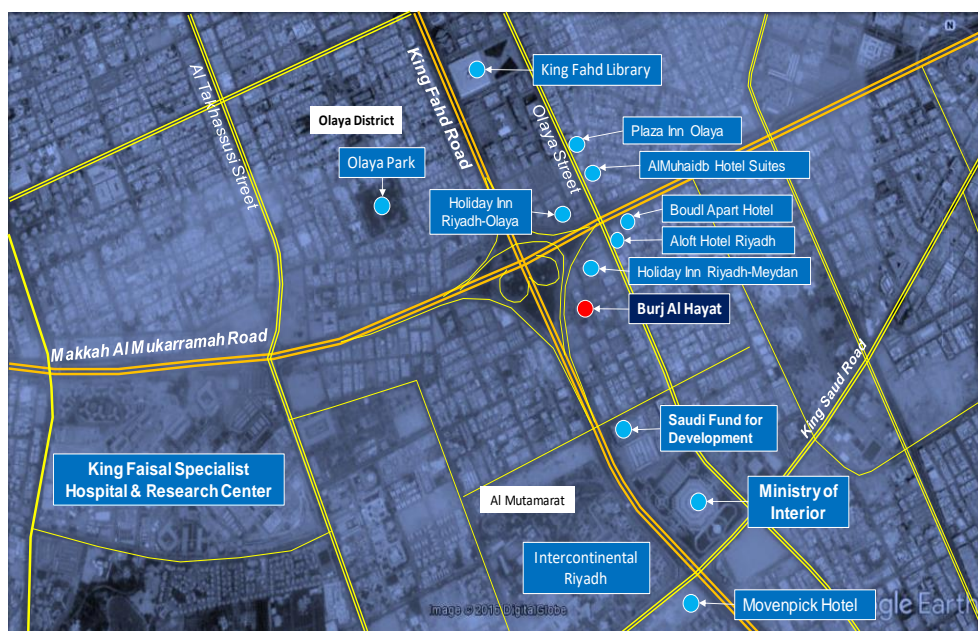 N
King Fahd Library
King Fahd Road
Al Takhassusi Street
Olaya Street
Olaya District
Plaza Inn Olaya
Olaya Park
AlMuhaidb Hotel Suites
Holiday Inn
Riyadh-Olaya
Boudl Apart Hotel
Aloft Hotel Riyadh
Holiday Inn Riyadh-Meydan
Burj Al Hayat
Makkah Al Mukarramah Road
King Saud Road
Saudi Fund for
Development
King Faisal Specialist
Hospital & Research Center
Al Mutamarat
Ministry of
Interior
Intercontinental
Riyadh
Movenpick Hotel
Image © 2016 DigitalGlobe
gle Earth